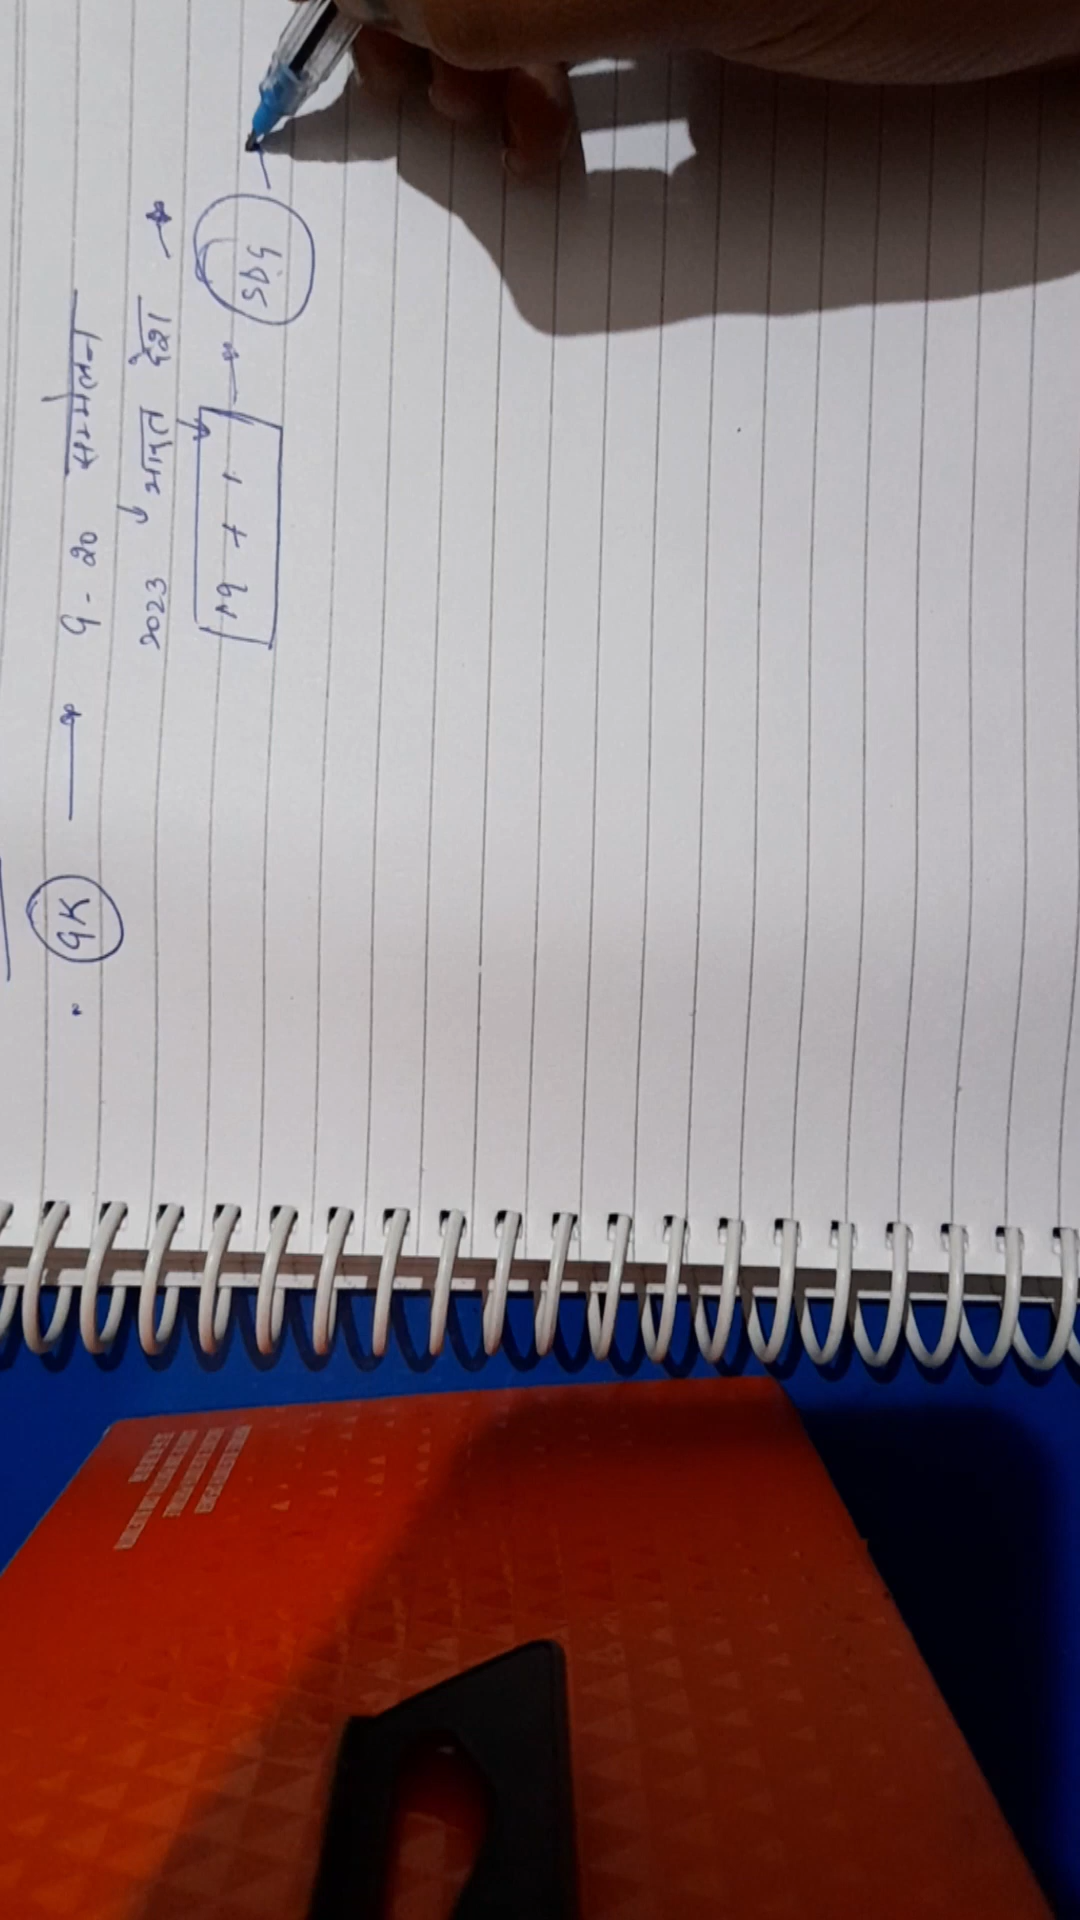 GK → G - 20 सम्मेलन
2023 → भारत देश →
19 + 1 → SDG -